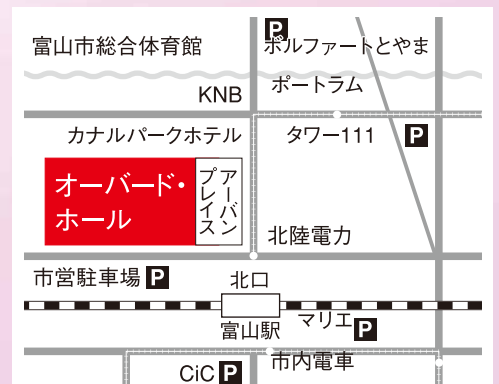 P
富山市総合体育館
ボルファートとやま
KNB
ポートラム
カナルパークホテル
タワー111
P
オーバード・
ホール
アーバン
プレイス
北陸電力
市営駐車場 P
北口
富山駅
マリエ P
市内電車
CiC P